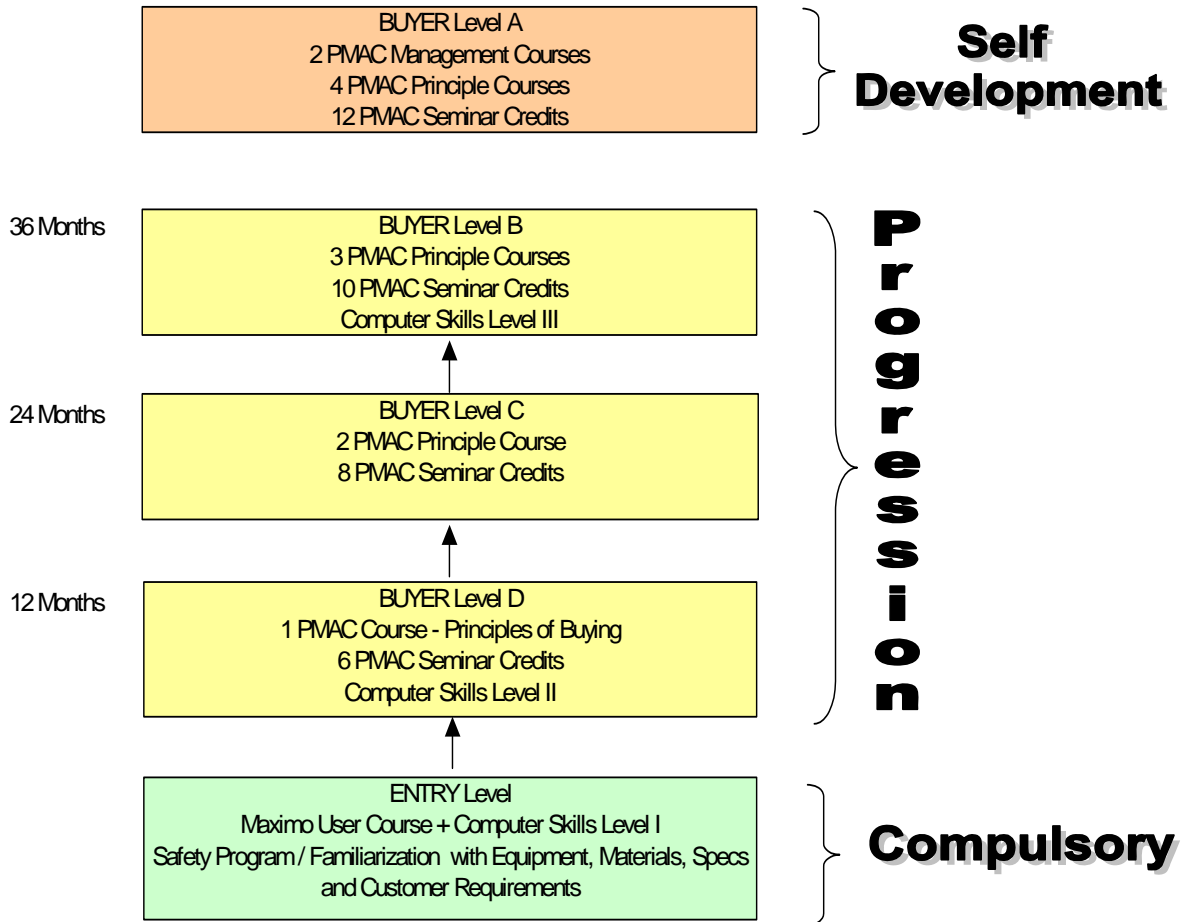 BUYER Level A
2 PMAC Management Courses
4 PMAC Principle Courses
12 PMAC Seminar Credits
Self
Development
36 Months
BUYER Level B
3 PMAC Principle Courses
10 PMAC Seminar Credits
Computer Skills Level III
Progression
24 Months
BUYER Level C
2 PMAC Principle Course
8 PMAC Seminar Credits
12 Months
BUYER Level D
1 PMAC Course - Principles of Buying
6 PMAC Seminar Credits
Computer Skills Level II
ENTRY Level
Maximo User Course + Computer Skills Level I
Safety Program / Familiarization with Equipment, Materials, Specs
and Customer Requirements
Compulsory